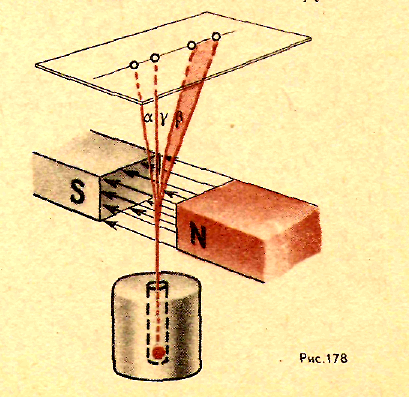 α γ β
S
N
Рис.178